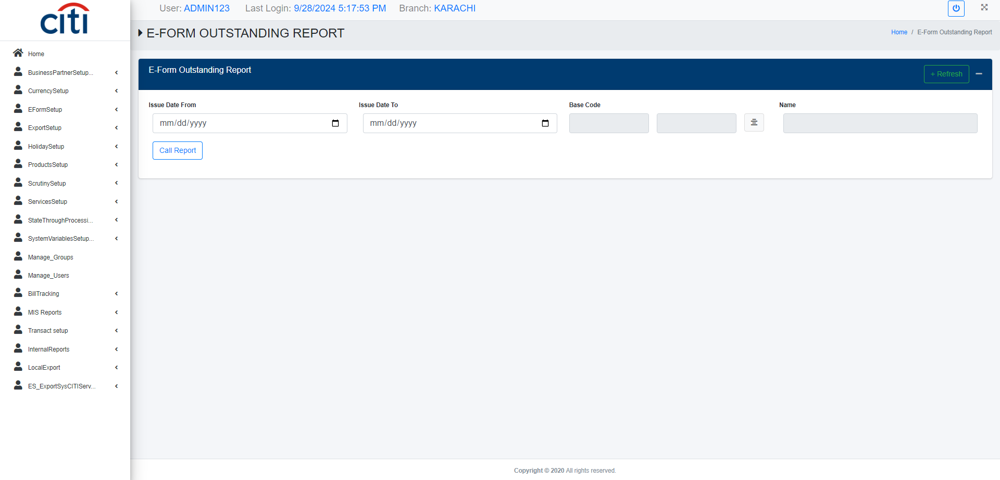 citi
User: ADMIN123 Last Login: 9/28/2024 5:17:53 PM Branch: KARACHI
E-FORM OUTSTANDING REPORT
Home / E-Form Outstanding Report
Home
BusinessPartnerSetup...
CurrencySetup
EFormSetup
ExportSetup
HolidaySetup
ProductsSetup
ScrutinySetup
ServicesSetup
StateThroughProcessi...
SystemVariablesSetup...
Manage_Groups
Manage_Users
BillTracking
MIS Reports
Transact setup
InternalReports
LocalExport
ES_ExportSysCITIServ...
E-Form Outstanding Report
+ Refresh
Issue Date From Issue Date To Base Code Name
mm/dd/yyyy mm/dd/yyyy
Call Report
Copyright © 2020 All rights reserved.